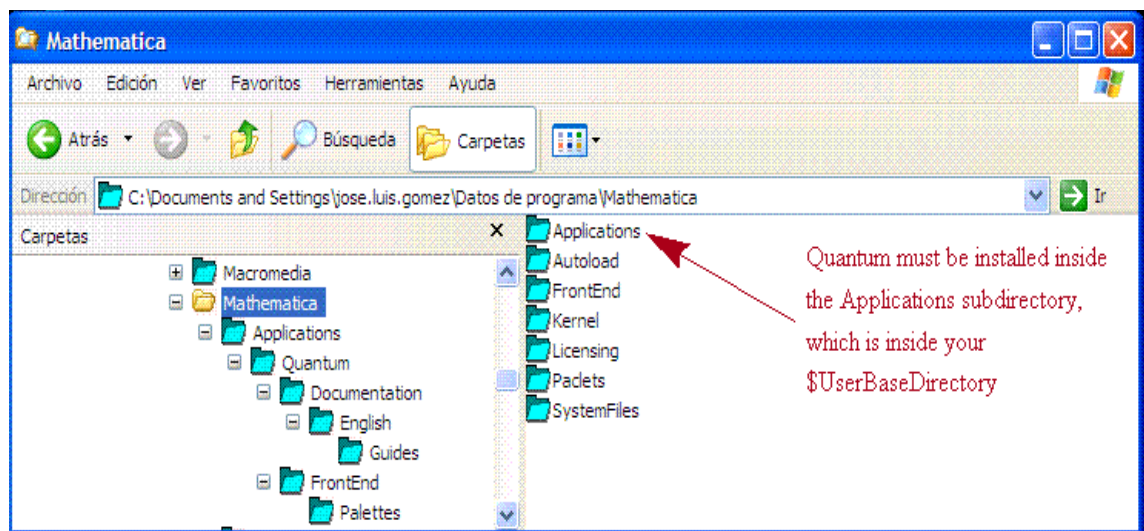 Mathematica
Archivo Edición Ver Favoritos Herramientas Ayuda
Atrás Búsqueda Carpetas
Dirección C:\Documents and Settings\jose.luis.gomez\Datos de programa\Mathematica Ir
Carpetas
Macromedia
Mathematica
Applications
Quantum
Documentation
English
Guides
FrontEnd
Palettes
Applications
Autoload
FrontEnd
Kernel
Licensing
Paclets
SystemFiles
Quantum must be installed inside
the Applications subdirectory,
which is inside your
$UserBaseDirectory